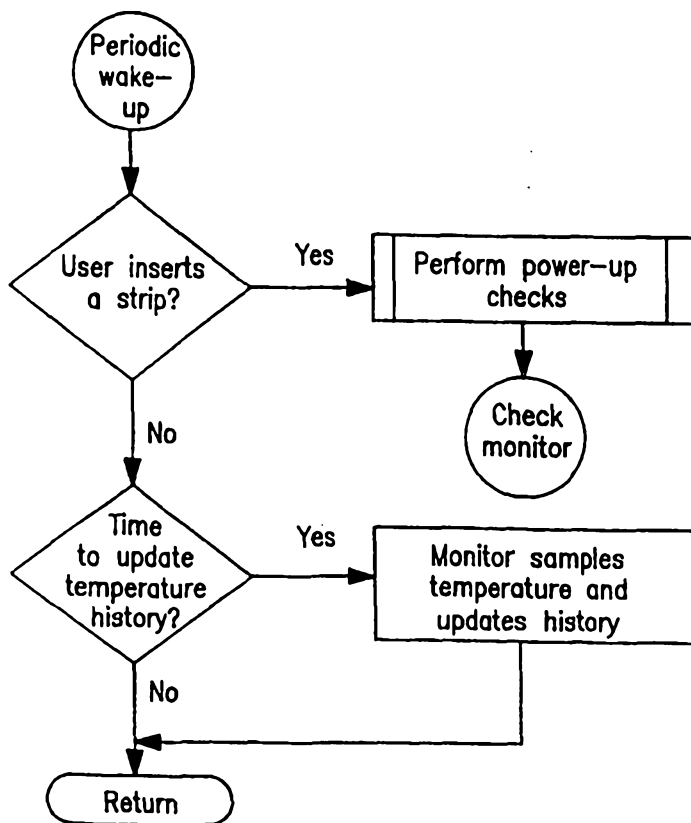 Periodic
wake-
up
User inserts
a strip?
Yes
Perform power-up
checks
Check
monitor
No
Time
to update
temperature
history?
Yes
Monitor samples
temperature and
updates history
No
Return